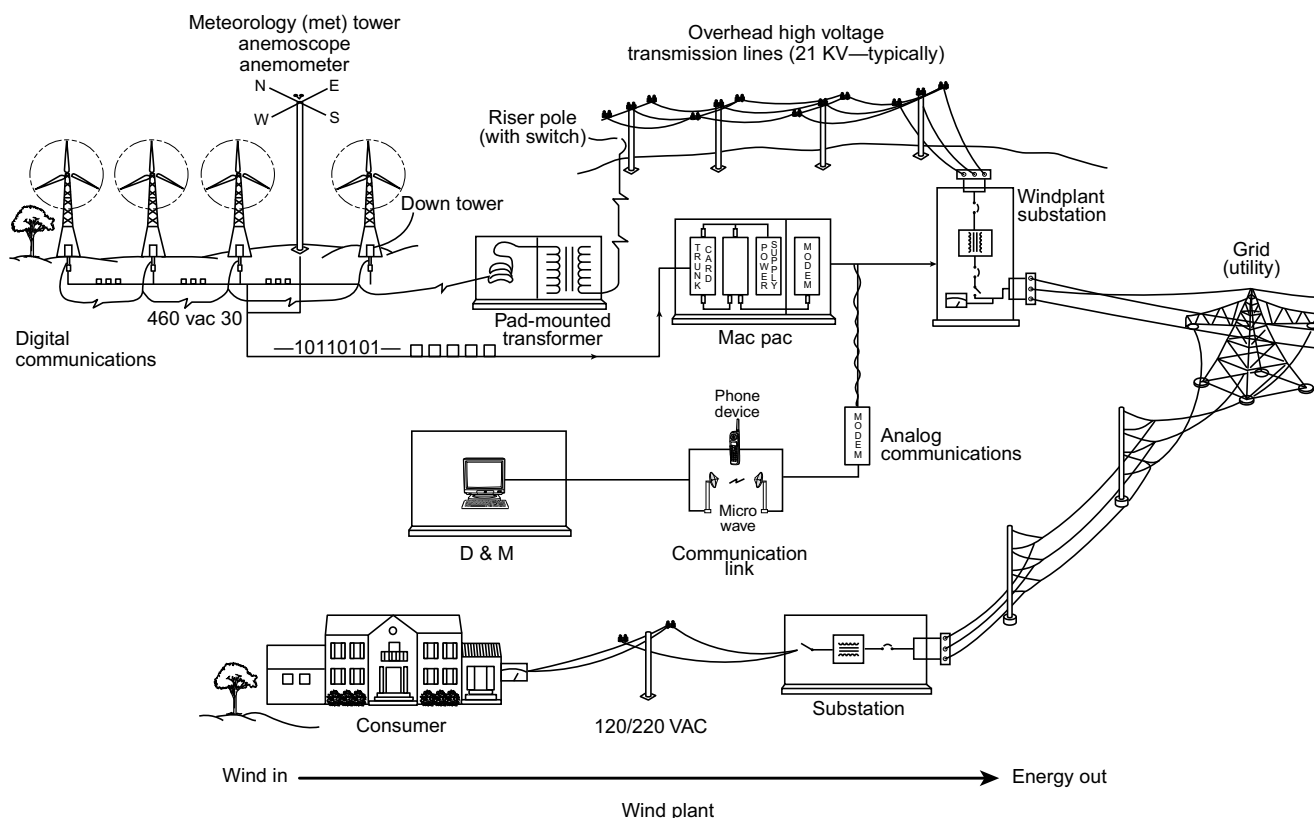 Meteorology (met) tower
anemoscope
anemometer
N
E
W
S
Overhead high voltage
transmission lines (21 KV—typically)
Riser pole
(with switch)
Down tower
Windplant
substation
Grid
(utility)
TRUNK
CARD
POWER
SUPPLY
MODEM
460 vac 30
Digital
communications
Pad-mounted
transformer
Mac pac
—10110101—
Phone
device
MODEM
Analog
communications
Micro
wave
D & M
Communication
link
Consumer
120/220 VAC
Substation
Wind in
Energy out
Wind plant